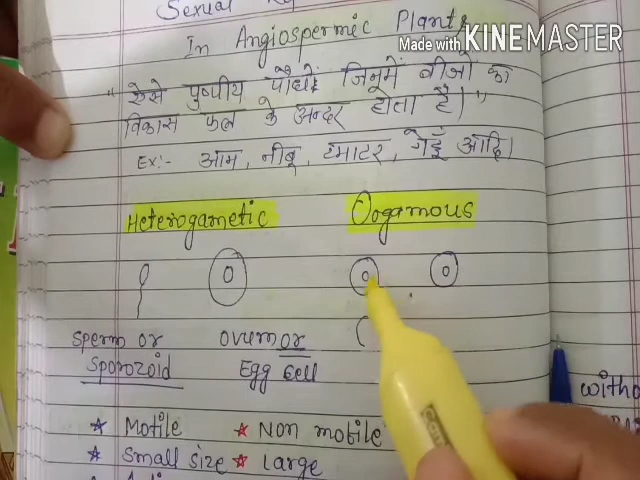 Sexual
In Angiospermic Plants
Made with KINEMASTER
"ऐसे पुष्पीय पौधों जिनमें बीजों का
विकास फल के अन्दर होता है।"
Ex:- आम, नीबू, टमाटर, गेहूँ आदि।
Heterogametic Oogamous
Sperm or ovum or
Sporozoid Egg cell
★ Motile ★ Non motile
★ Small size ★ Large